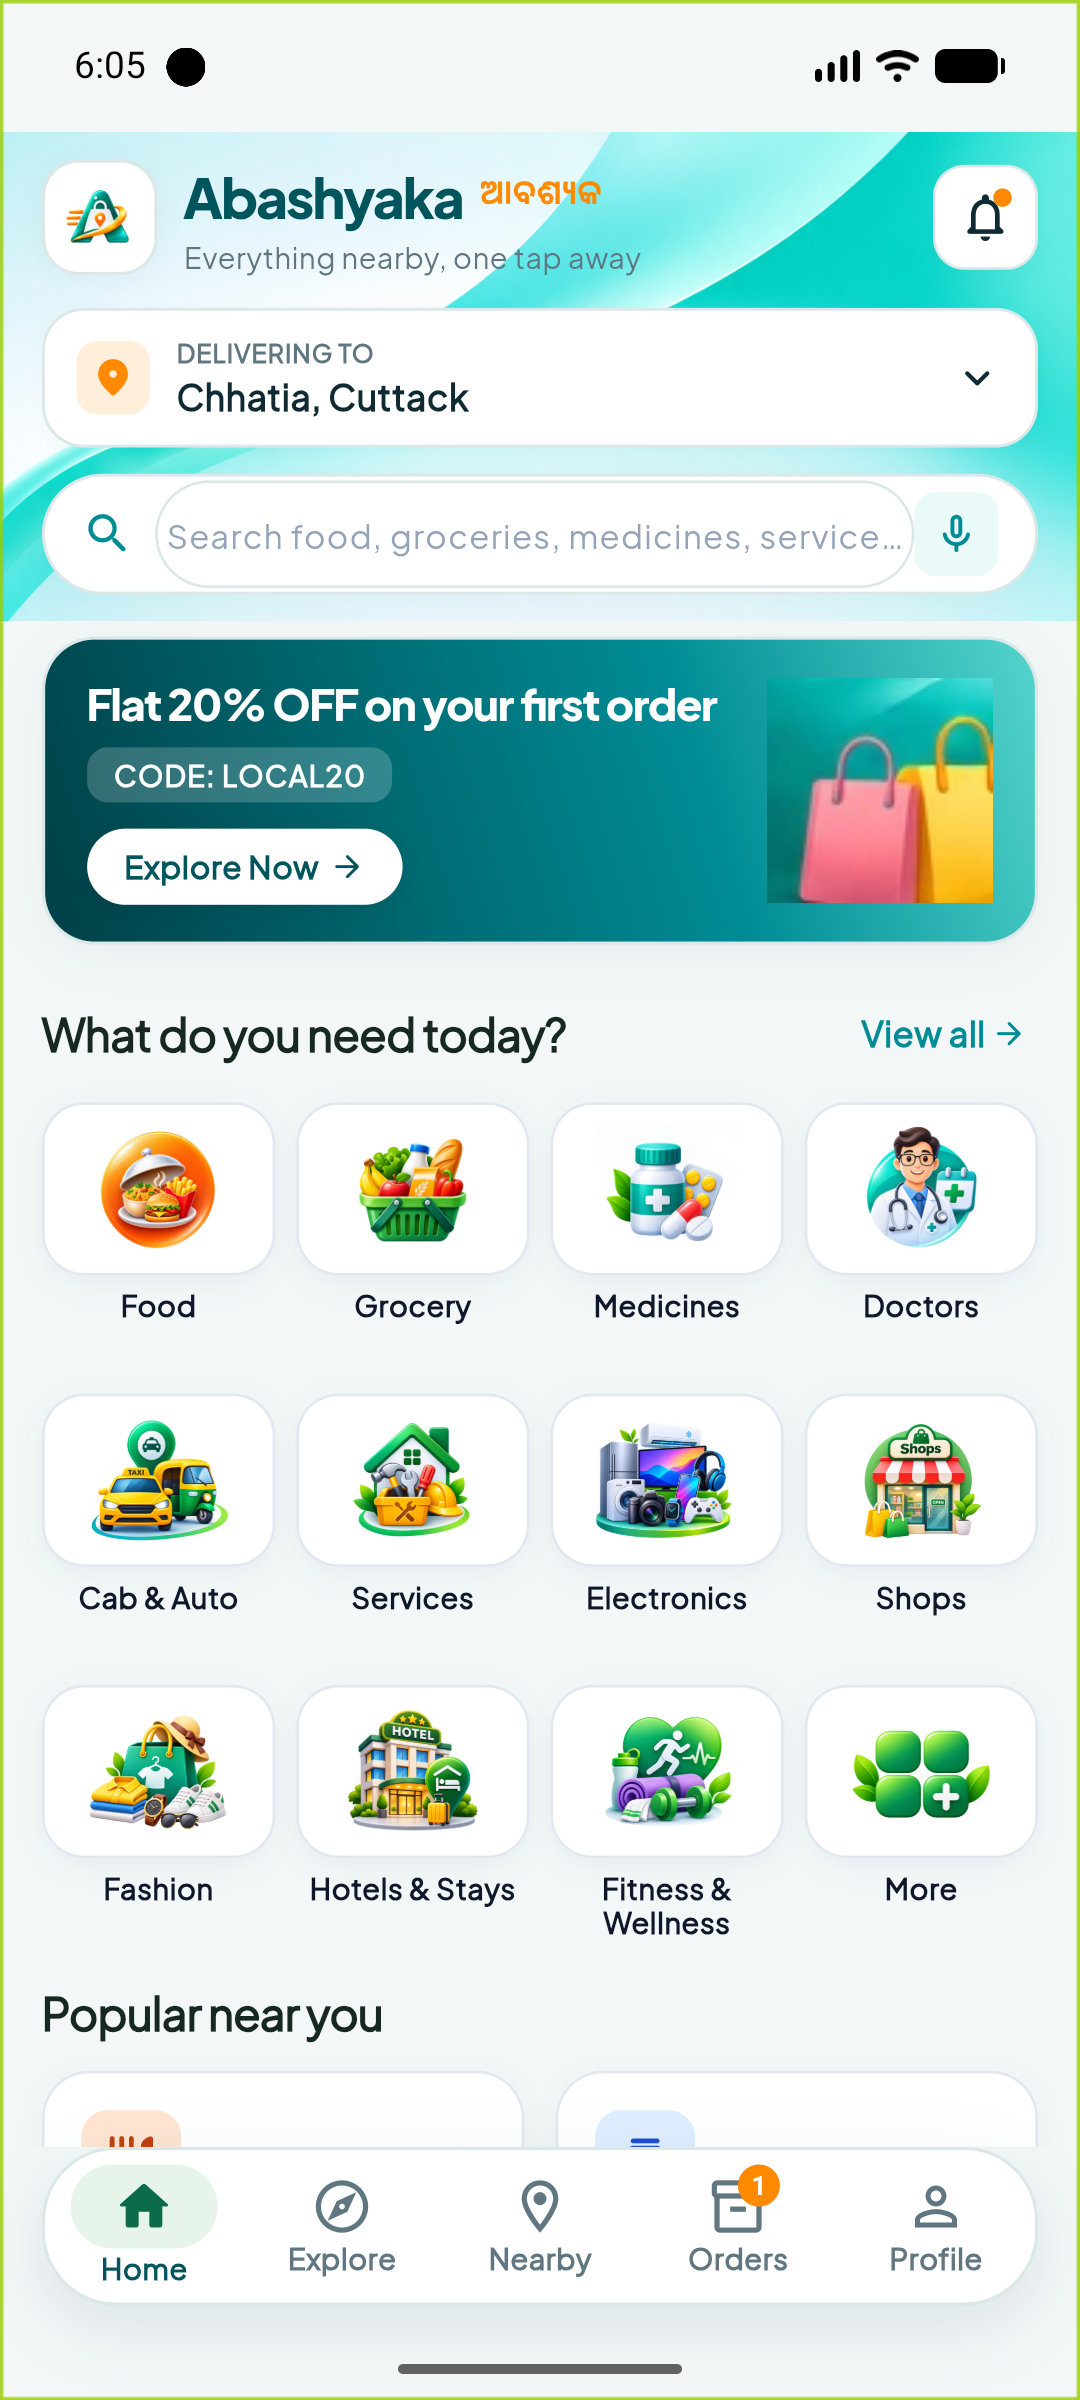 6:05
Abashyaka ଆବଶ୍ୟକ
Everything nearby, one tap away
DELIVERING TO
Chhatia, Cuttack
Search food, groceries, medicines, service...
Flat 20% OFF on your first order
CODE: LOCAL20
Explore Now →
What do you need today?
View all →
Food
Grocery
Medicines
Doctors
TAXI
Shops
OPEN
Cab & Auto
Services
Electronics
Shops
HOTEL
Fashion
Hotels & Stays
Fitness &
Wellness
More
Popular near you
1
Home
Explore
Nearby
Orders
Profile